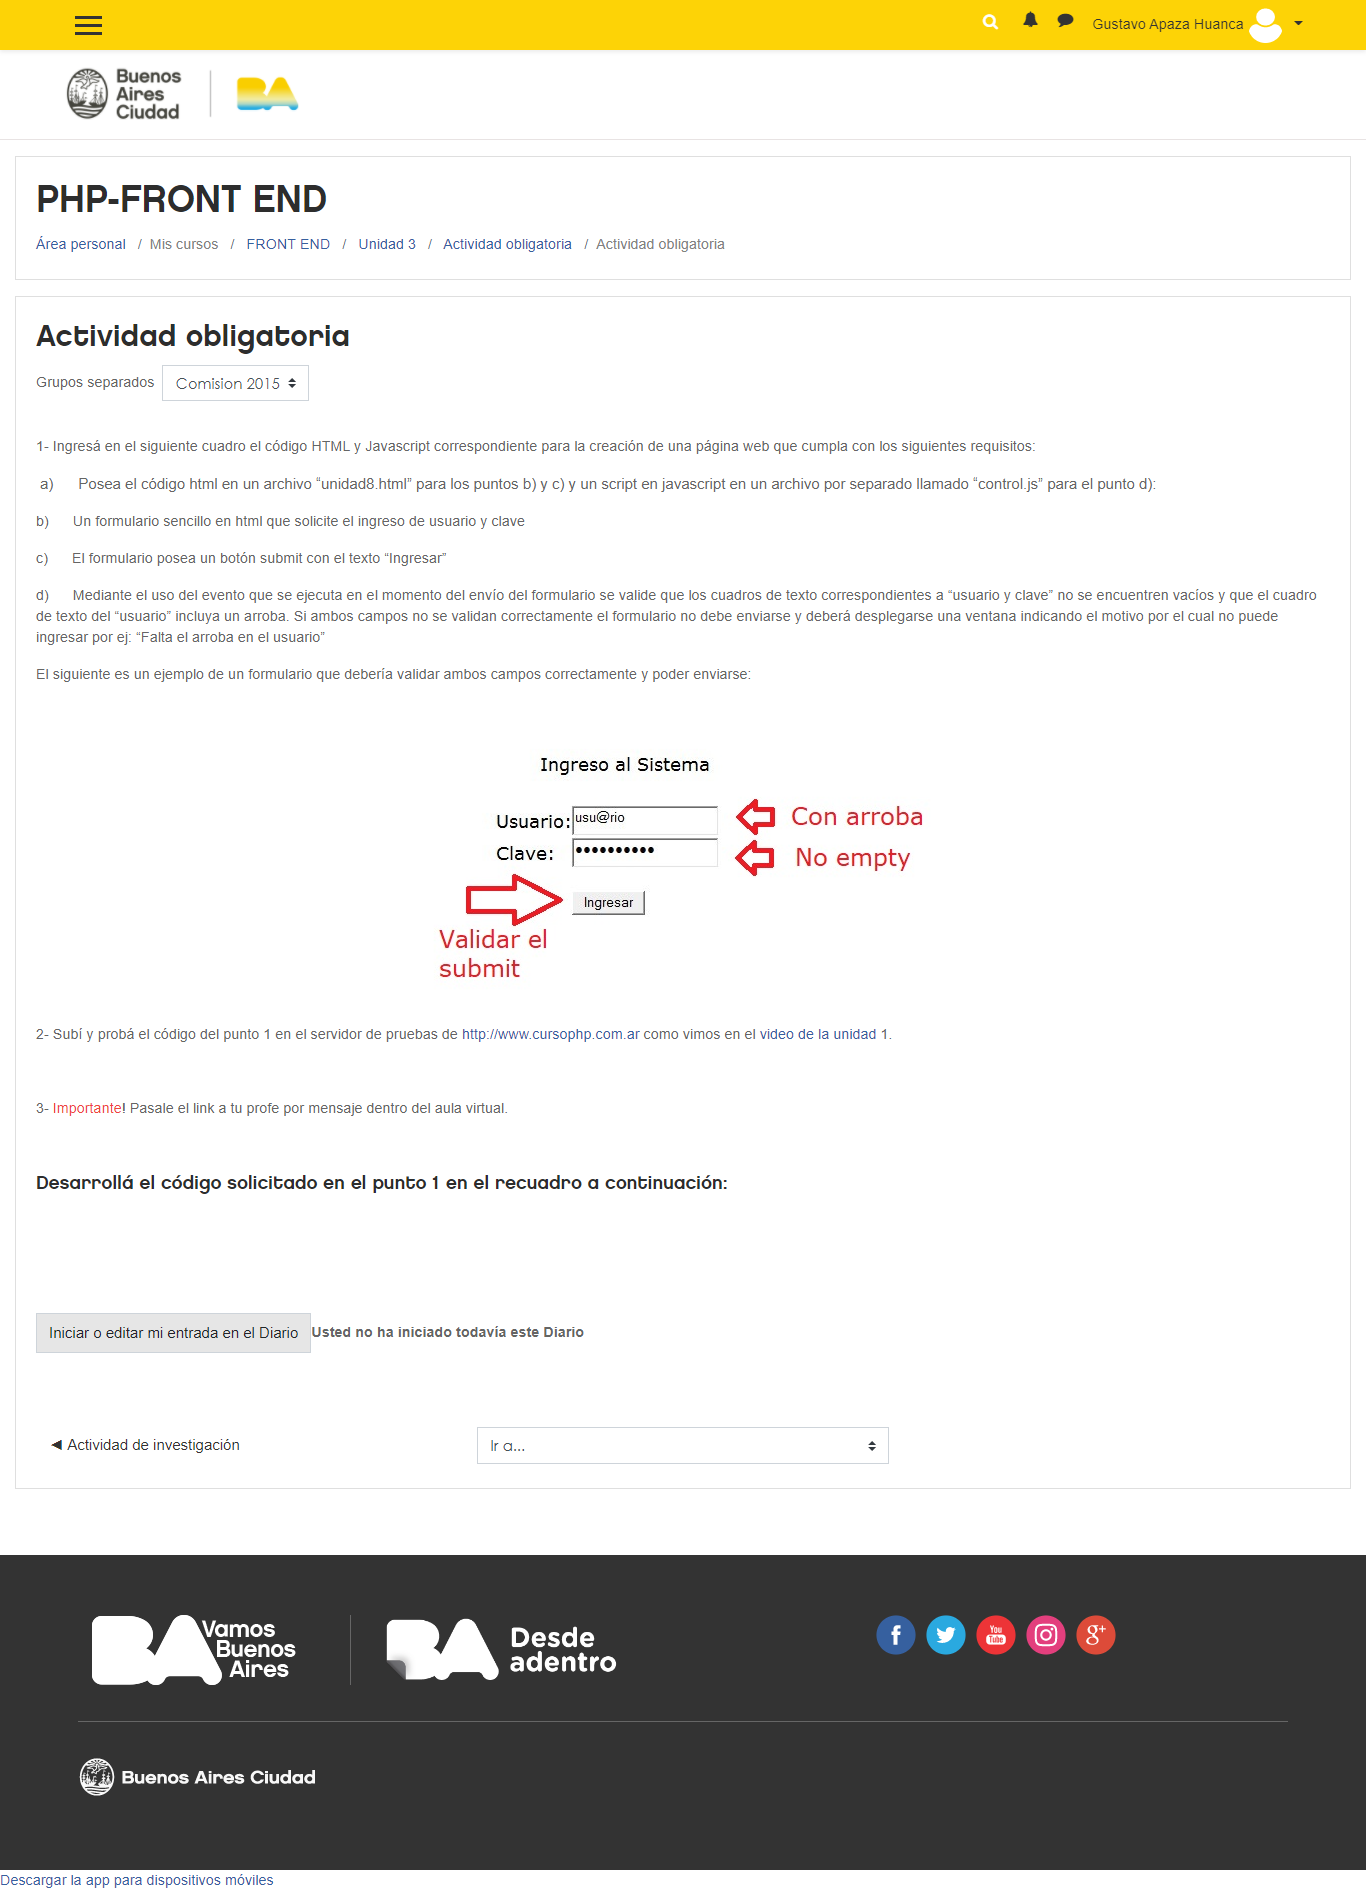 Gustavo Apaza Huanca
Buenos
Aires
Ciudad
BA
PHP-FRONT END
Área personal / Mis cursos / FRONT END / Unidad 3 / Actividad obligatoria / Actividad obligatoria
Actividad obligatoria
Grupos separados Comision 2015
1- Ingresá en el siguiente cuadro el código HTML y Javascript correspondiente para la creación de una página web que cumpla con los siguientes requisitos:
a) Posea el código html en un archivo “unidad8.html” para los puntos b) y c) y un script en javascript en un archivo por separado llamado “control.js” para el punto d):
b) Un formulario sencillo en html que solicite el ingreso de usuario y clave
c) El formulario posea un botón submit con el texto “Ingresar”
d) Mediante el uso del evento que se ejecuta en el momento del envío del formulario se valide que los cuadros de texto correspondientes a “usuario y clave” no se encuentren vacíos y que el cuadro
de texto del “usuario” incluya un arroba. Si ambos campos no se validan correctamente el formulario no debe enviarse y deberá desplegarse una ventana indicando el motivo por el cual no puede
ingresar por ej: “Falta el arroba en el usuario”
El siguiente es un ejemplo de un formulario que debería validar ambos campos correctamente y poder enviarse:
Ingreso al Sistema
Usuario: usu@rio Con arroba
Clave: •••••••••• No empty
Ingresar
Validar el
submit
2- Subí y probá el código del punto 1 en el servidor de pruebas de http://www.cursophp.com.ar como vimos en el video de la unidad 1.
3- Importante! Pasale el link a tu profe por mensaje dentro del aula virtual.
Desarrollá el código solicitado en el punto 1 en el recuadro a continuación:
Iniciar o editar mi entrada en el Diario Usted no ha iniciado todavía este Diario
◄ Actividad de investigación
Ir a...
BA Vamos
Buenos
Aires
BA Desde
adentro
f
You
Tube
g+
Buenos Aires Ciudad
Descargar la app para dispositivos móviles